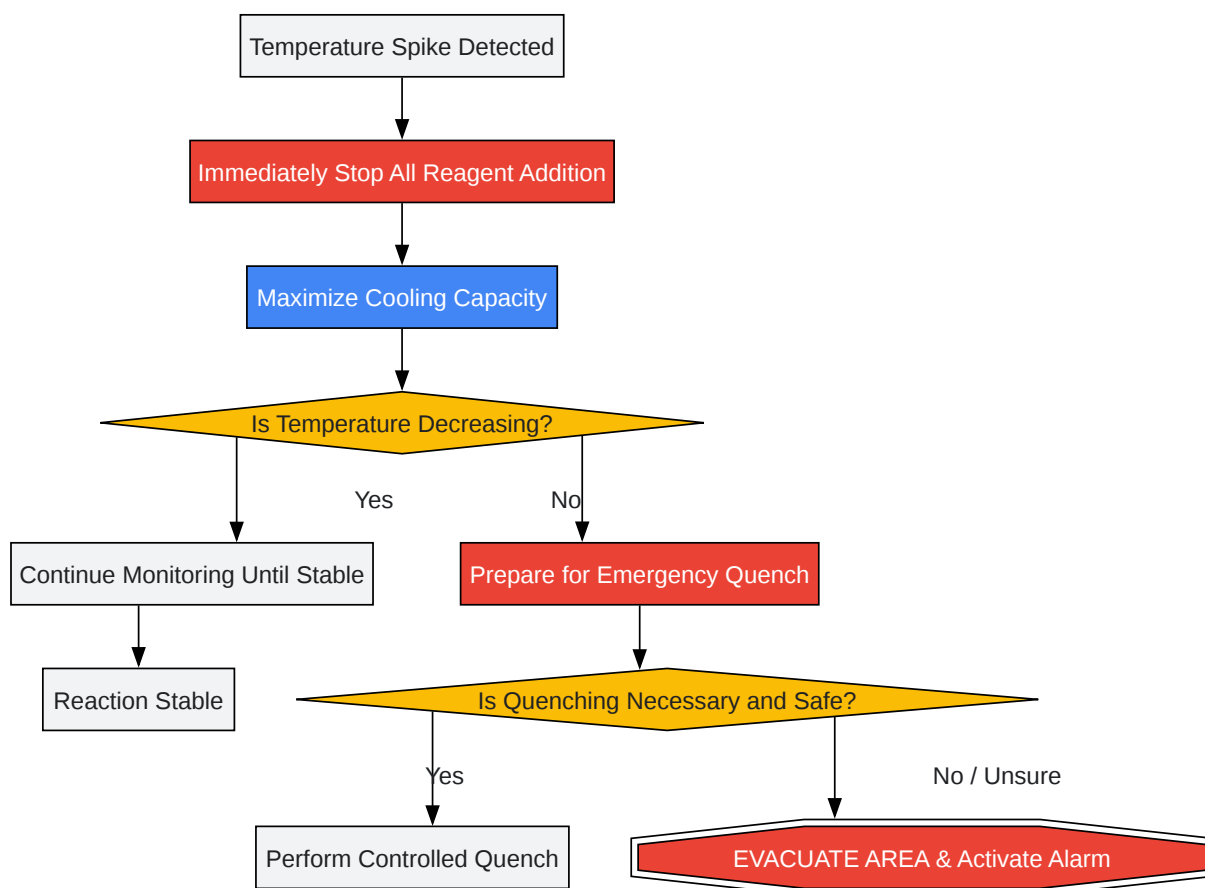 Temperature Spike Detected
Immediately Stop All Reagent Addition
Maximize Cooling Capacity
Is Temperature Decreasing?
Yes
No
Continue Monitoring Until Stable
Prepare for Emergency Quench
Reaction Stable
Is Quenching Necessary and Safe?
Yes
No / Unsure
Perform Controlled Quench
EVACUATE AREA & Activate Alarm